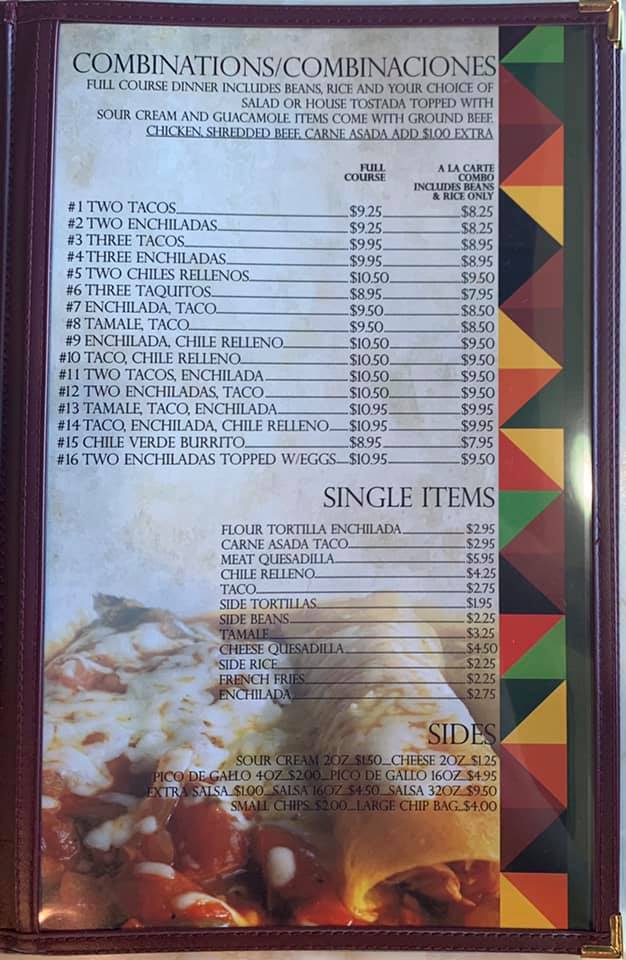 COMBINATIONS/COMBINACIONES
FULL COURSE DINNER INCLUDES BEANS, RICE AND YOUR CHOICE OF
SALAD OR HOUSE TOSTADA TOPPED WITH
SOUR CREAM AND GUACAMOLE. ITEMS COME WITH GROUND BEEF.
CHICKEN, SHREDDED BEEF, CARNE ASADA ADD $1.00 EXTRA
FULL COURSE
A LA CARTE COMBO INCLUDES BEANS & RICE ONLY
#1 TWO TACOS $9.25 $8.25
#2 TWO ENCHILADAS $9.25 $8.25
#3 THREE TACOS $9.95 $8.95
#4 THREE ENCHILADAS $9.95 $8.95
#5 TWO CHILES RELLENOS $10.50 $9.50
#6 THREE TAQUITOS $8.95 $7.95
#7 ENCHILADA, TACO $9.50 $8.50
#8 TAMALE, TACO $9.50 $8.50
#9 ENCHILADA, CHILE RELLENO $10.50 $9.50
#10 TACO, CHILE RELLENO $10.50 $9.50
#11 TWO TACOS, ENCHILADA $10.50 $9.50
#12 TWO ENCHILADAS, TACO $10.50 $9.50
#13 TAMALE, TACO, ENCHILADA $10.95 $9.95
#14 TACO, ENCHILADA, CHILE RELLENO $10.95 $9.95
#15 CHILE VERDE BURRITO $8.95 $7.95
#16 TWO ENCHILADAS TOPPED W/EGGS $10.95 $9.50
SINGLE ITEMS
FLOUR TORTILLA ENCHILADA $2.95
CARNE ASADA TACO $2.95
MEAT QUESADILLA $5.95
CHILE RELLENO $4.25
TACO $2.75
SIDE TORTILLAS $1.95
SIDE BEANS $2.25
TAMALE $3.25
CHEESE QUESADILLA $4.50
SIDE RICE $2.25
FRENCH FRIES $2.25
ENCHILADA $2.75
SIDES
SOUR CREAM 2OZ. $1.50...CHEESE 2OZ. $1.25
PICO DE GALLO 4OZ. $2.00...PICO DE GALLO 16OZ. $4.95
EXTRA SALSA..$1.00...SALSA 16OZ. $4.50...SALSA 32OZ. $9.50
SMALL CHIPS..$2.00...LARGE CHIP BAG..$4.00